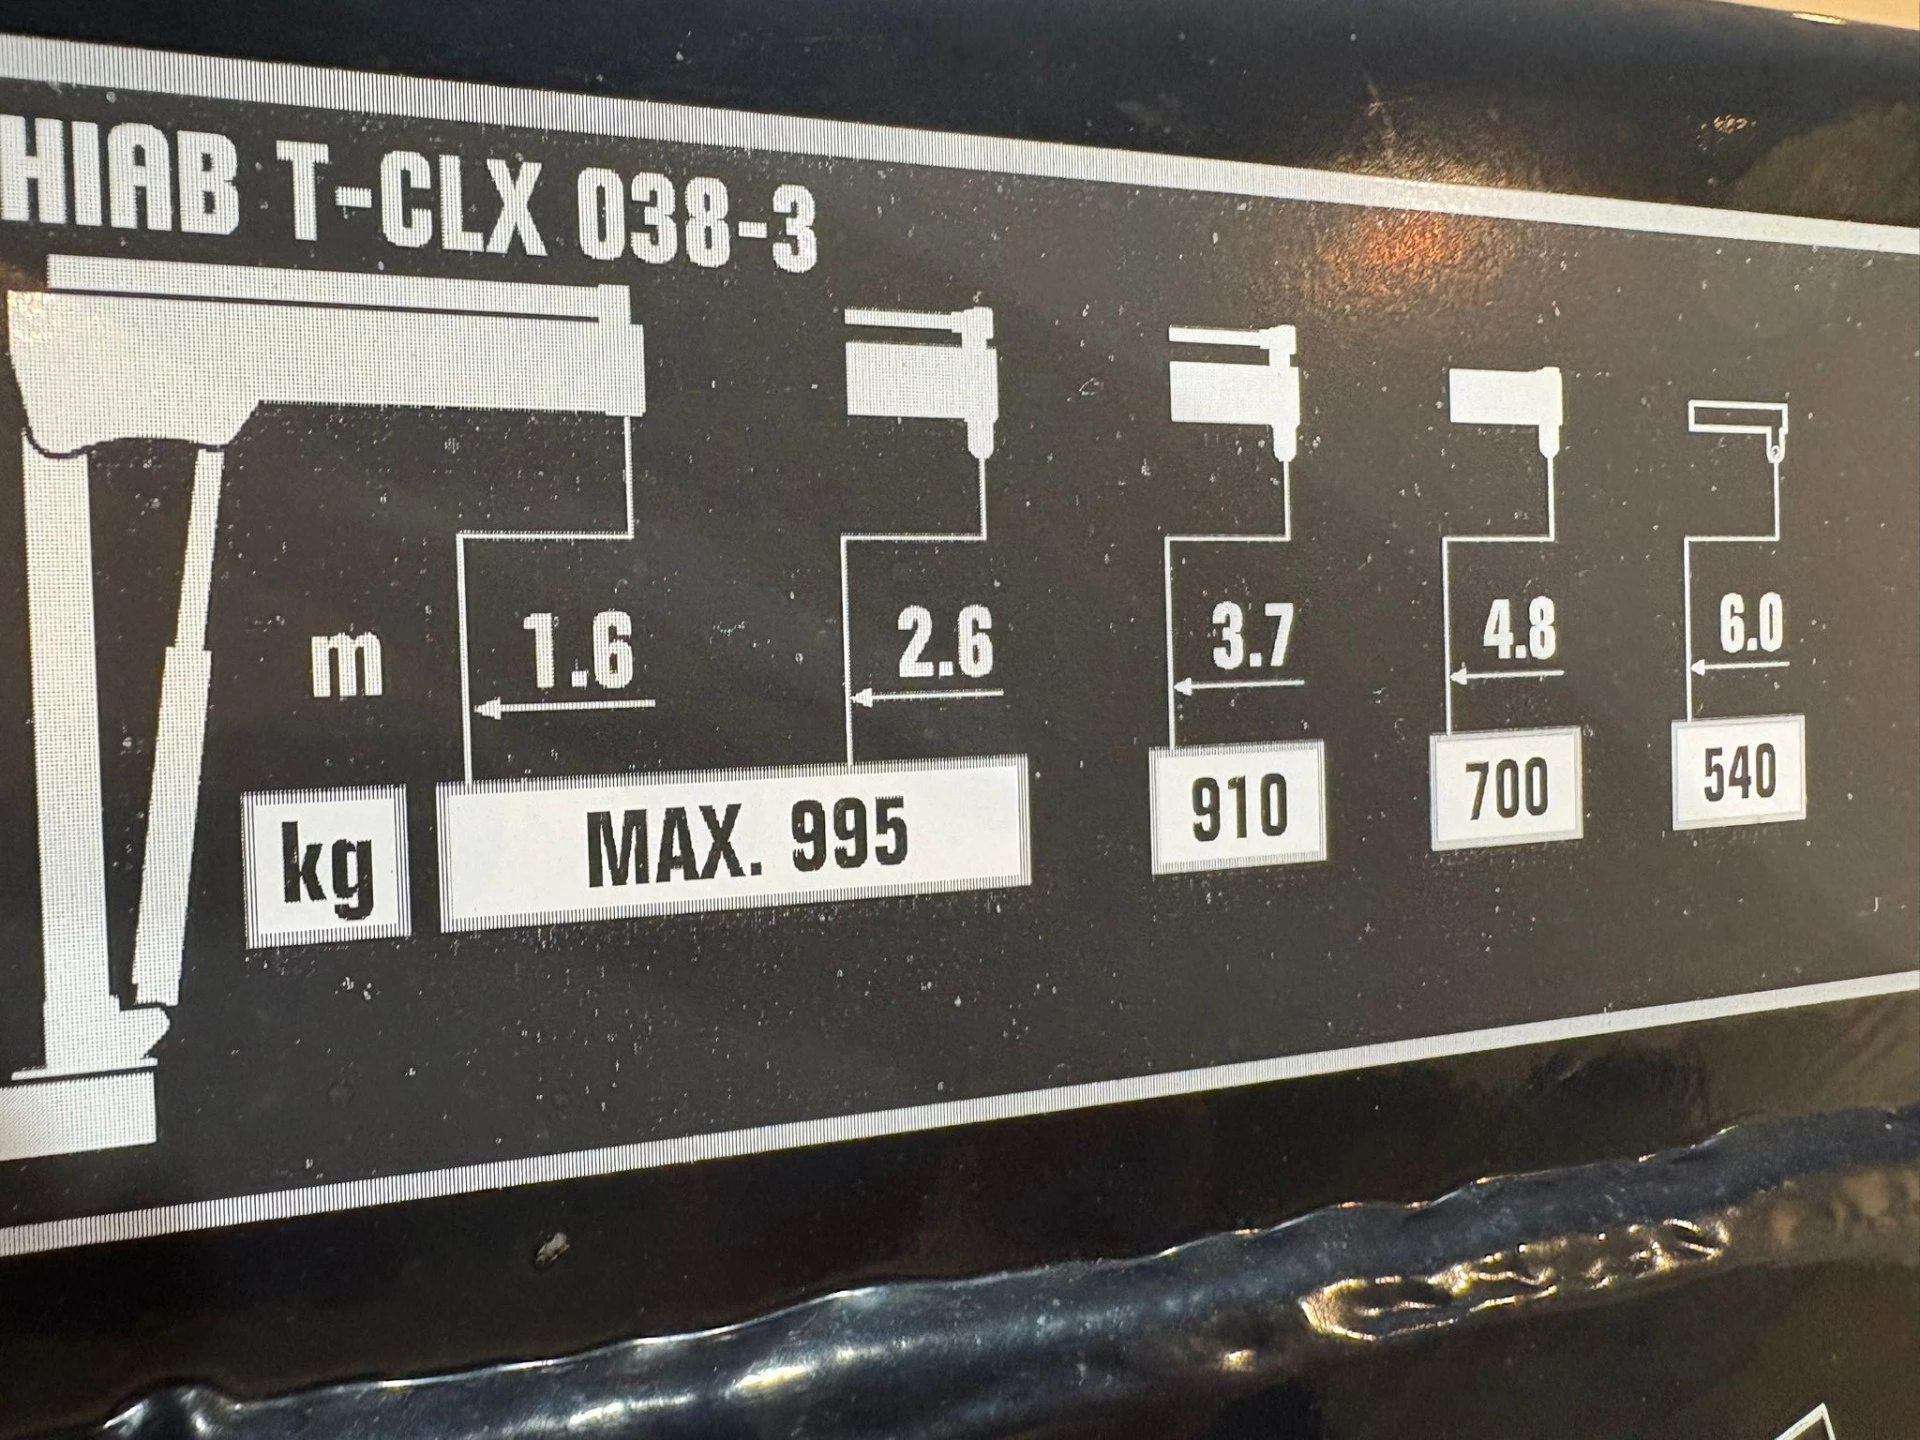 HIAB T-CLX 038-3
m 1.6 2.6 3.7 4.8 6.0
kg MAX. 995 910 700 540